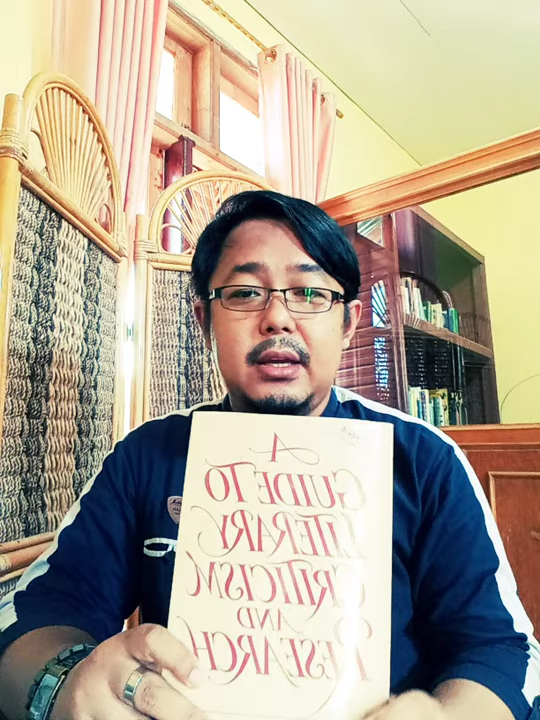 A
GUIDE TO
LITERARY
CRITICISM
AND
RESEARCH